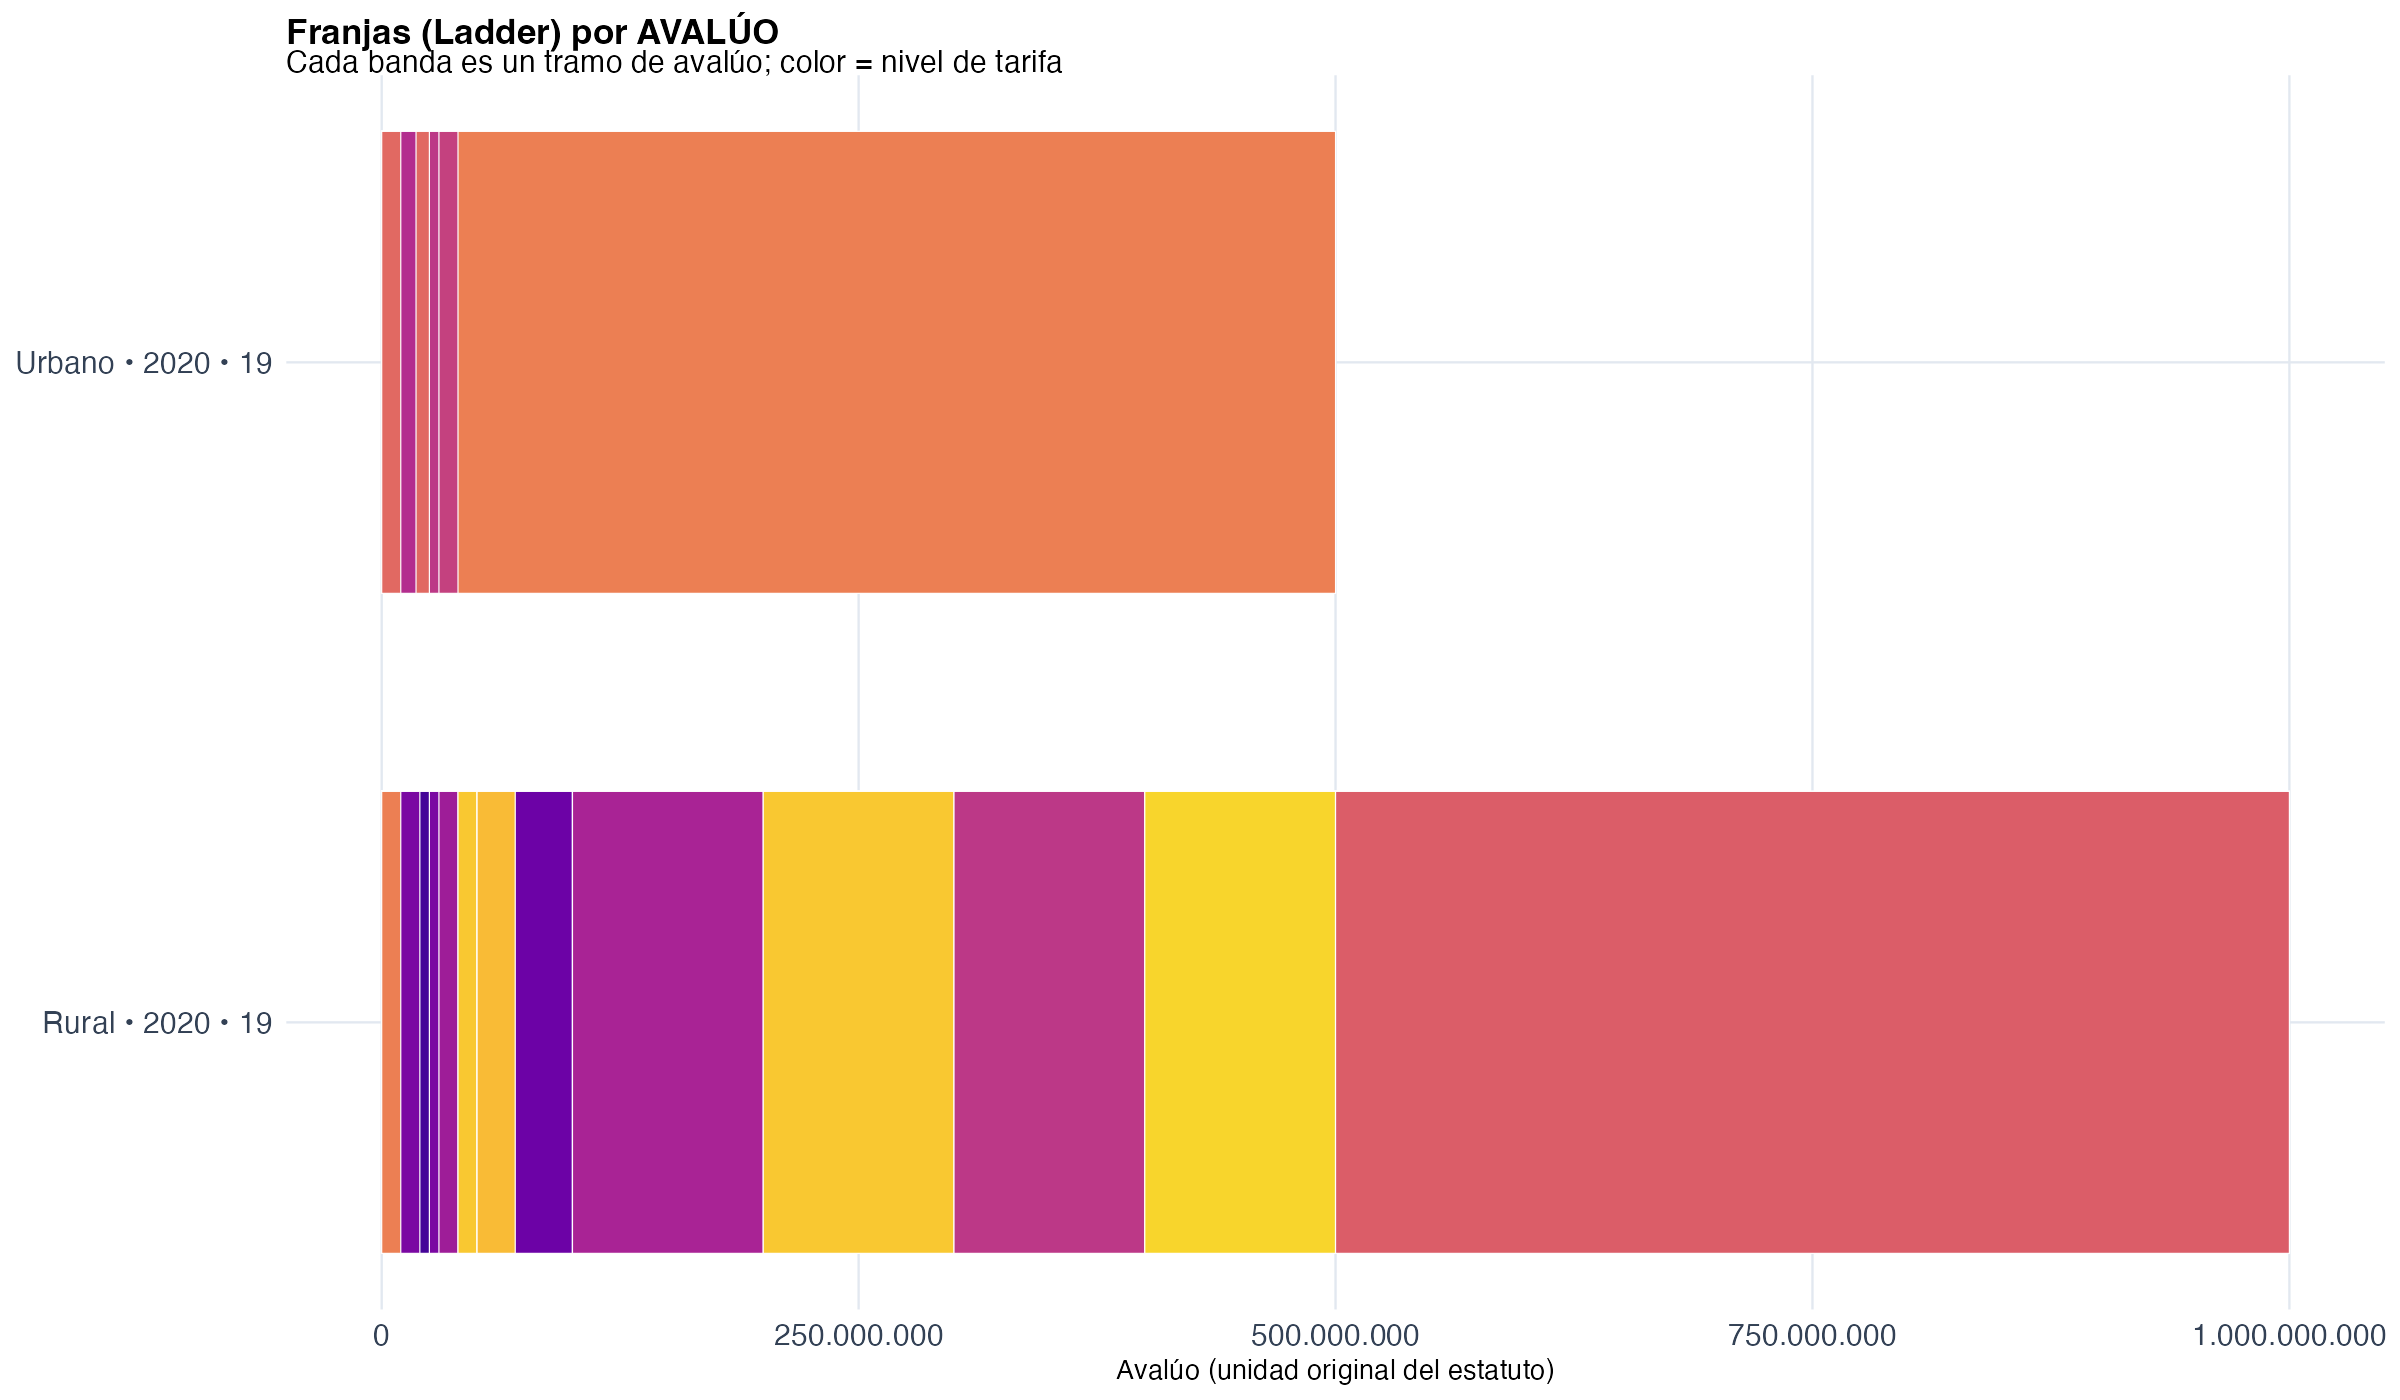 Franjas (Ladder) por AVALÚO
Cada banda es un tramo de avalúo; color = nivel de tarifa
Urbano • 2020 • 19
Rural • 2020 • 19
0
250.000.000
500.000.000
750.000.000
1.000.000.000
Avalúo (unidad original del estatuto)